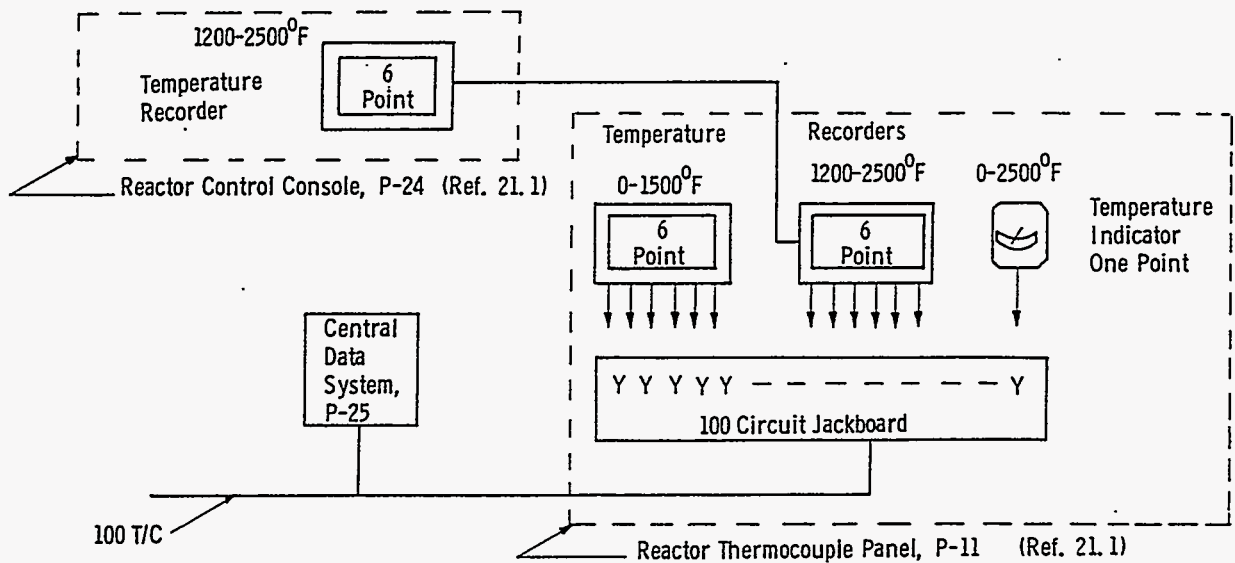 1200-2500⁰F
Temperature
Recorder
6
Point
Reactor Control Console, P-24 (Ref. 21. 1)
Temperature Recorders
0-1500⁰F 1200-2500⁰F 0-2500⁰F
6
Point
6
Point
Temperature
Indicator
One Point
Central
Data
System,
P-25
Y Y Y Y Y — — — — — — — — Y
100 Circuit Jackboard
100 T/C
Reactor Thermocouple Panel, P-11 (Ref. 21. 1)